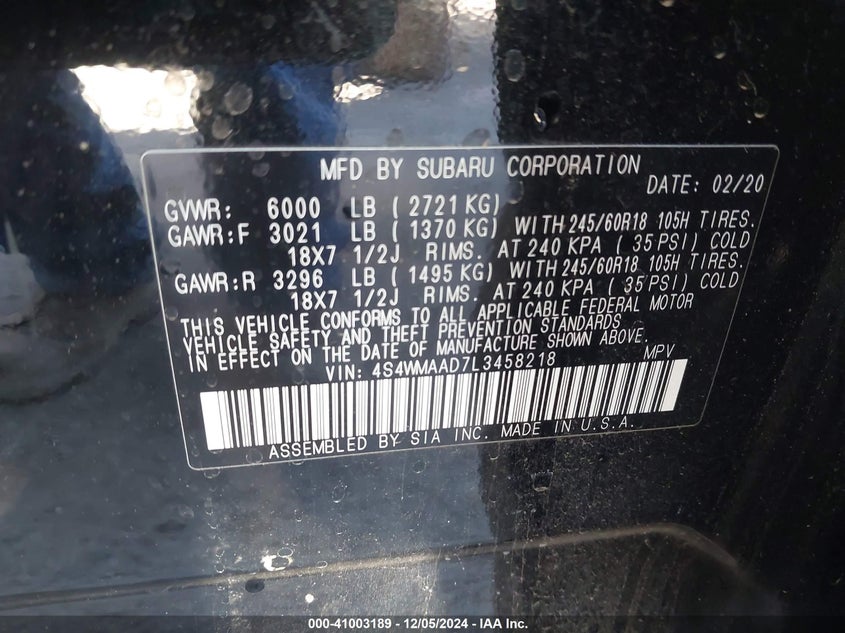 MFD BY SUBARU CORPORATION
DATE: 02/20
GVWR: 6000 LB ( 2721 KG)
GAWR:F 3021 LB ( 1370 KG) WITH 245/60R18 105H TIRES.
18X7 1/2J RIMS. AT 240 KPA ( 35 PSI) COLD
GAWR:R 3296 LB ( 1495 KG) WITH 245/60R18 105H TIRES.
18X7 1/2J RIMS. AT 240 KPA ( 35 PSI) COLD
THIS VEHICLE CONFORMS TO ALL APPLICABLE FEDERAL MOTOR
VEHICLE SAFETY AND THEFT PREVENTION STANDARDS
IN EFFECT ON THE DATE OF MANUFACTURE SHOWN ABOVE.
VIN: 4S4WMAAD7L3458218 MPV
ASSEMBLED BY SIA INC. MADE IN U.S.A.
000-41003189 - 12/05/2024 - IAA Inc.